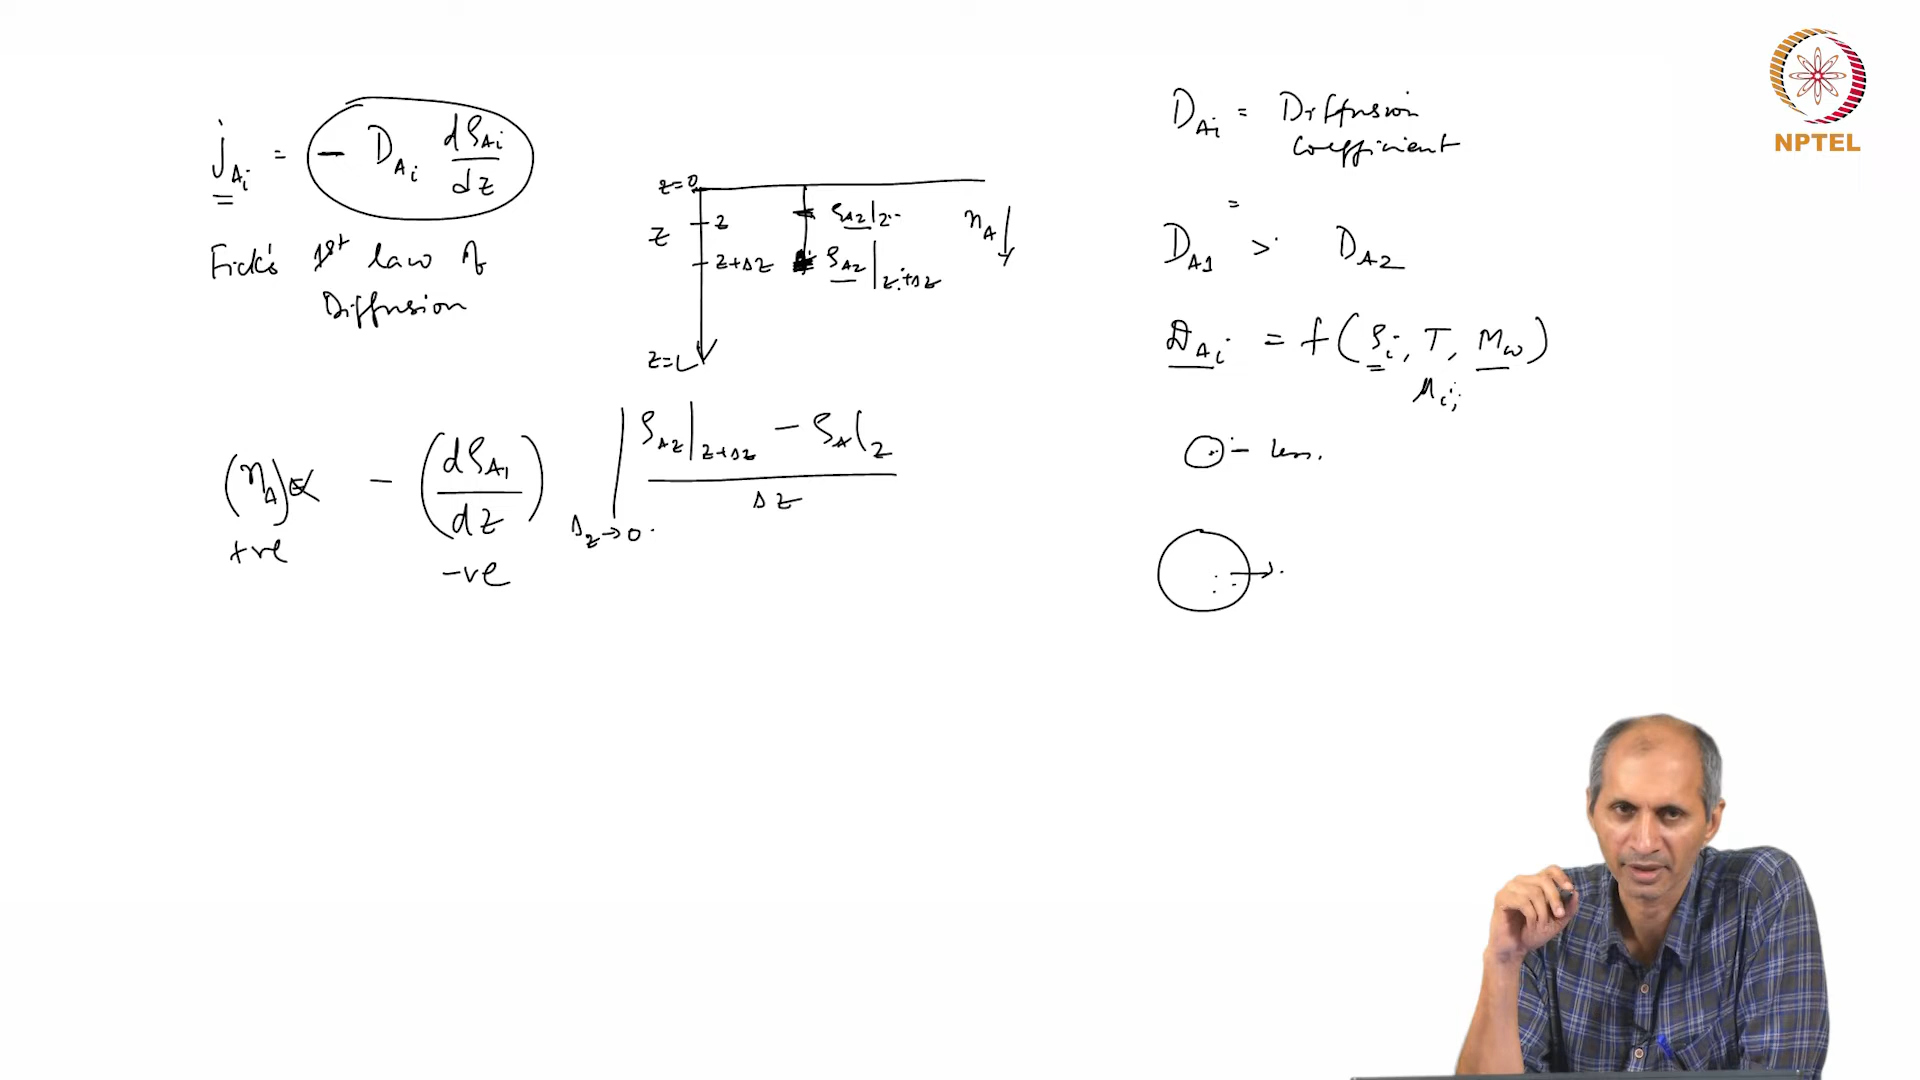 j_Ai = - D_Ai dρ_Ai/dz
Fick's 1st law of
Diffusion
z=0
z
z
z+Δz
z=L
ρ_Az|z
ρ_Az|z+Δz
n_A
(n_A) ∝ - (dρ_A1/dz)
+ve
-ve
Δz→0
ρ_Az|z+Δz - ρ_A|z
Δz
D_Ai = Diffusion
coefficient
=
D_A1 > D_A2
D_Ai = f(ρ_i, T, M_w)
μ_i,
- less.
NPTEL